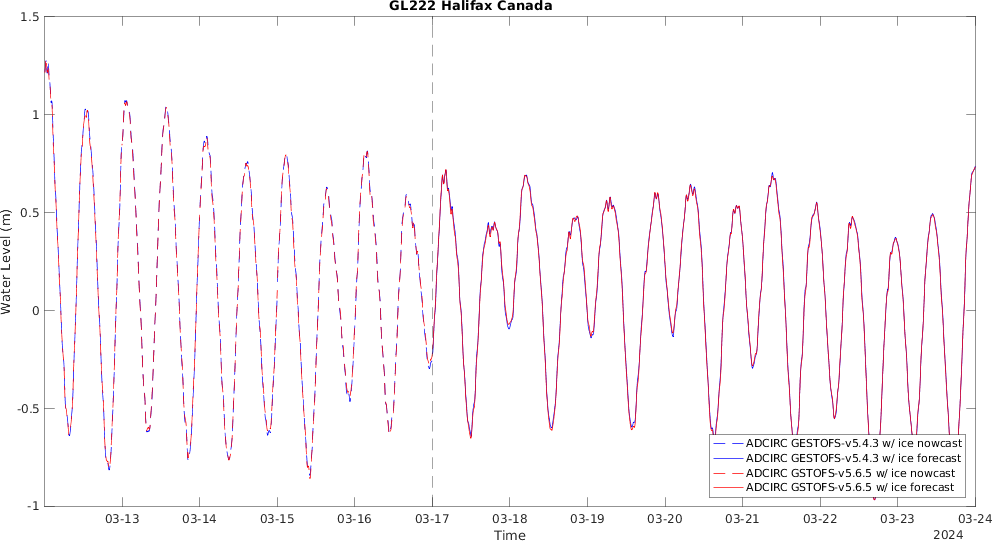 GL222 Halifax Canada
1.5
1
0.5
0
-0.5
-1
Water Level (m)
ADCIRC GESTOFS-v5.4.3 w/ ice nowcast
ADCIRC GESTOFS-v5.4.3 w/ ice forecast
ADCIRC GSTOFS-v5.6.5 w/ ice nowcast
ADCIRC GSTOFS-v5.6.5 w/ ice forecast
03-13 03-14 03-15 03-16 03-17 03-18 03-19 03-20 03-21 03-22 03-23 03-24
Time
2024